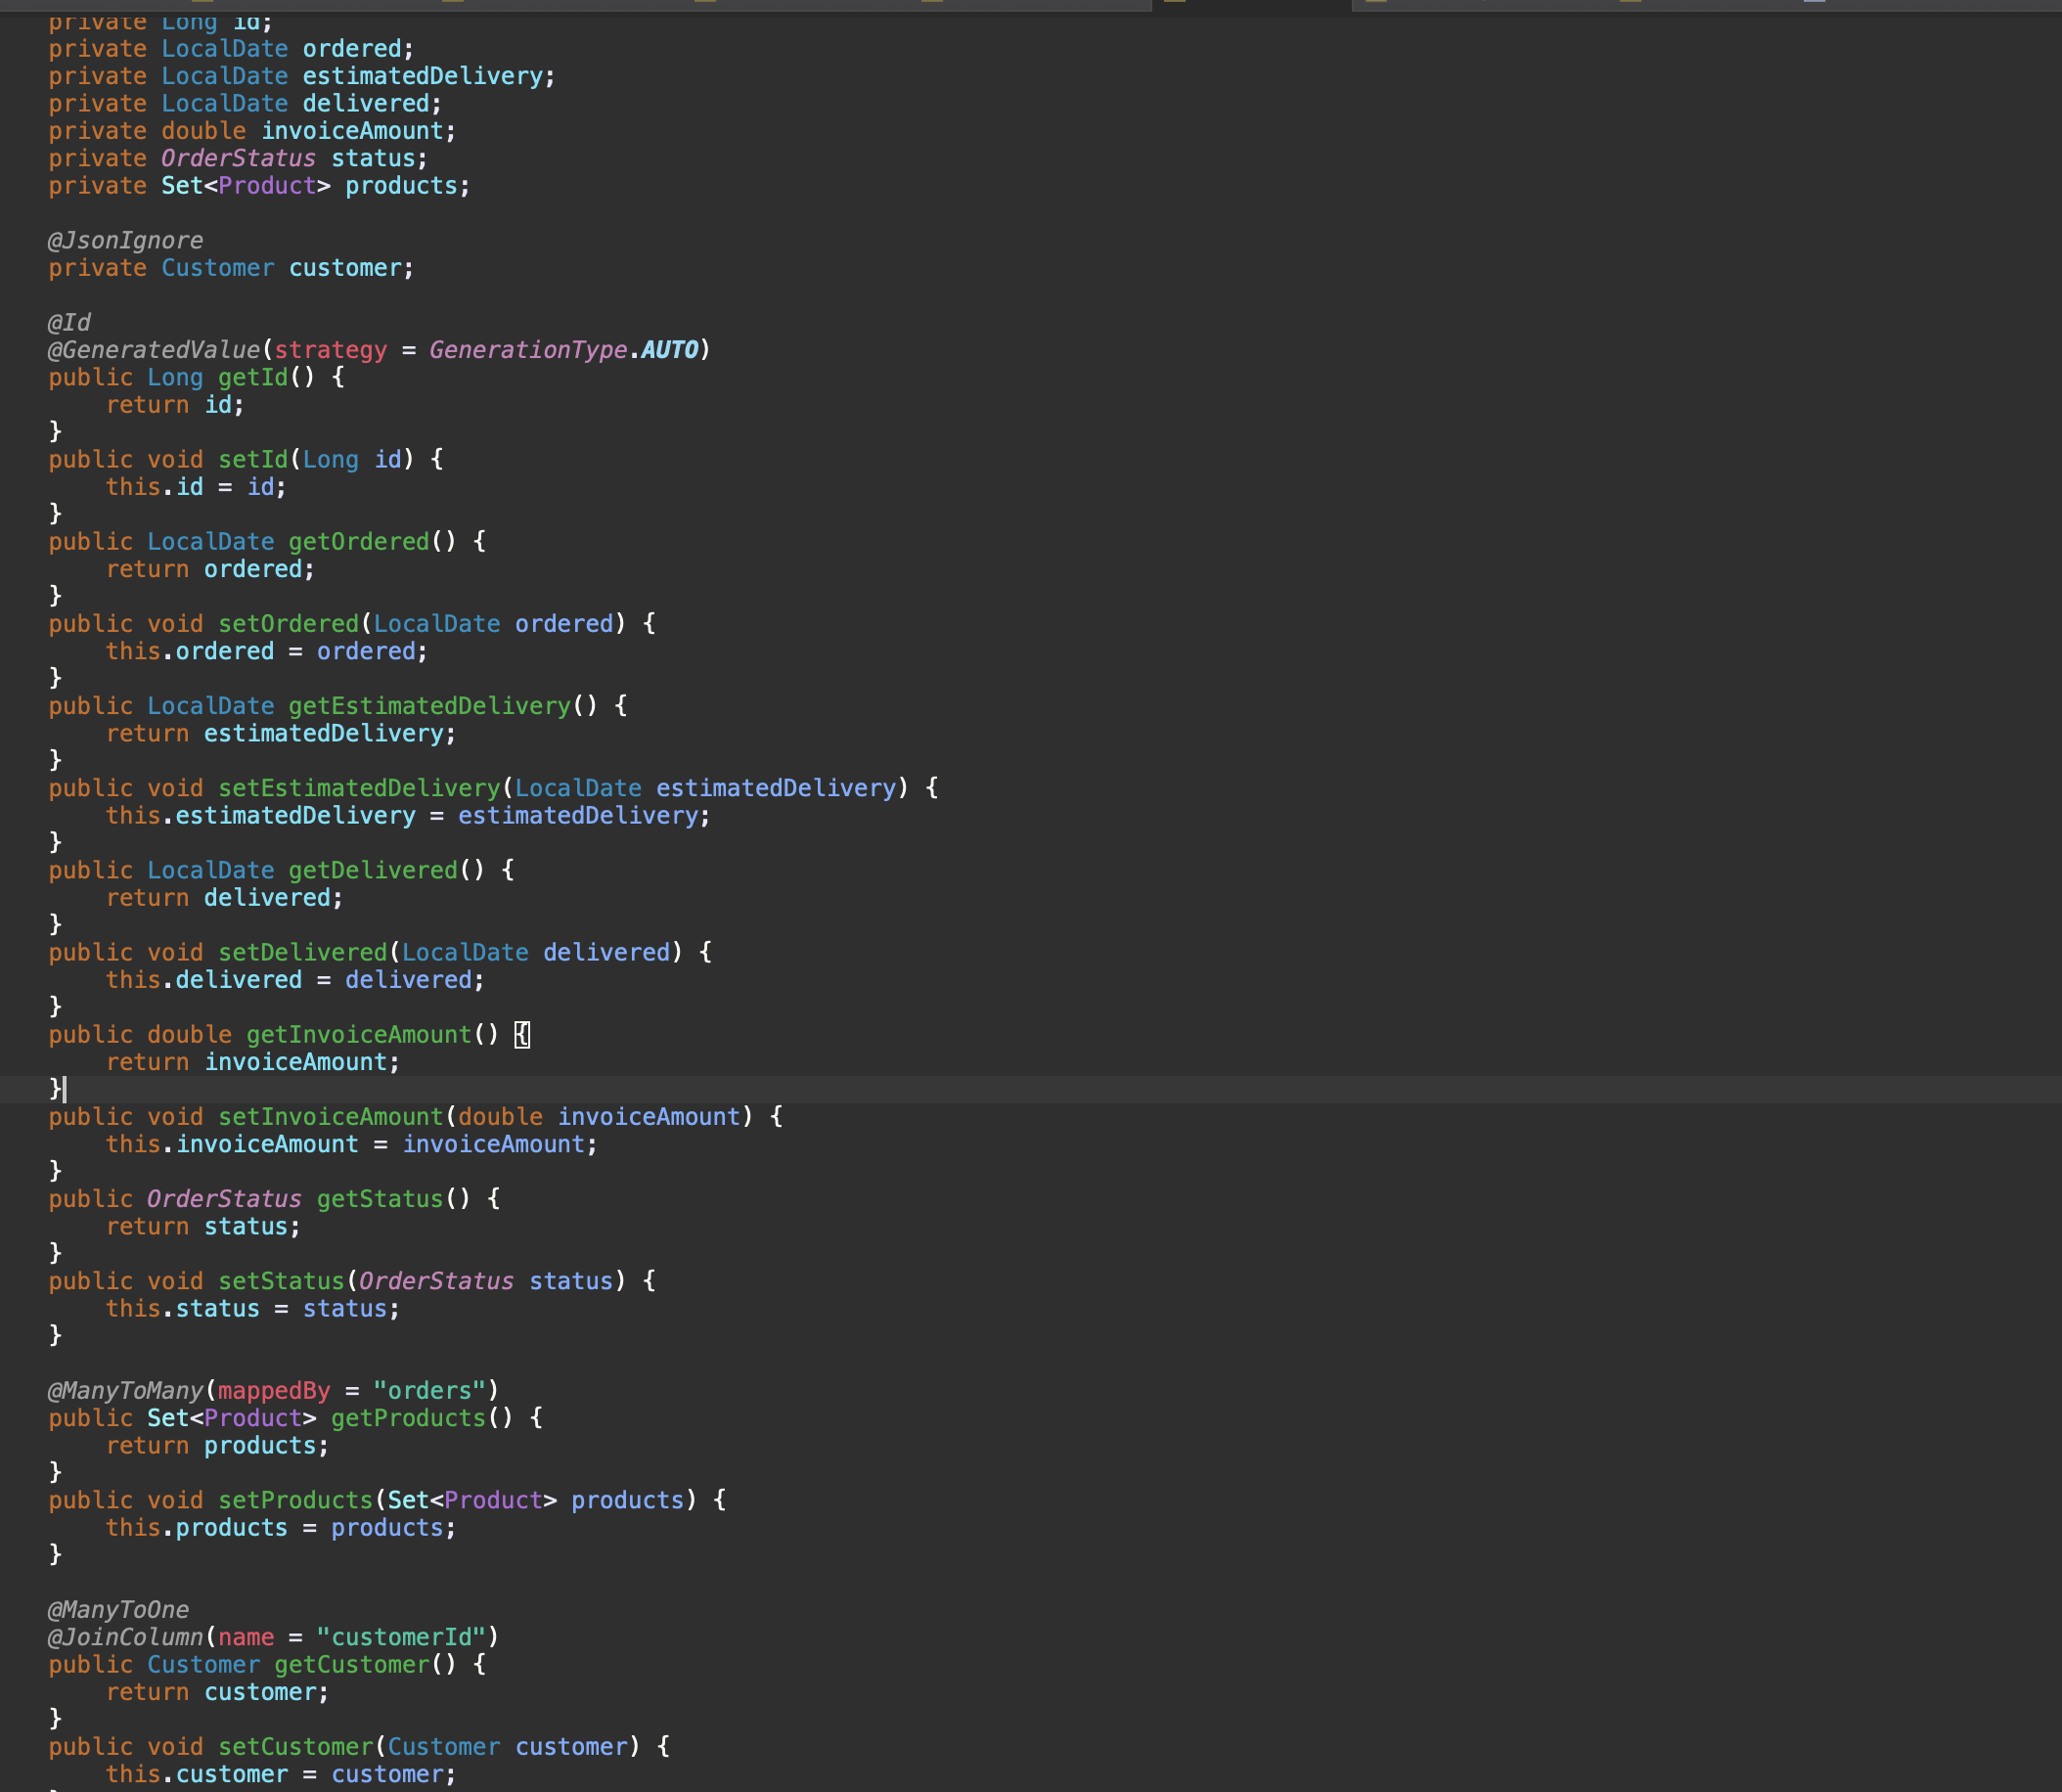 private Long id;
private LocalDate ordered;
private LocalDate estimatedDelivery;
private LocalDate delivered;
private double invoiceAmount;
private OrderStatus status;
private Set<Product> products;
@JsonIgnore
private Customer customer;
@Id
@GeneratedValue(strategy = GenerationType.AUTO)
public Long getId() {
    return id;
}
public void setId(Long id) {
    this.id = id;
}
public LocalDate getOrdered() {
    return ordered;
}
public void setOrdered(LocalDate ordered) {
    this.ordered = ordered;
}
public LocalDate getEstimatedDelivery() {
    return estimatedDelivery;
}
public void setEstimatedDelivery(LocalDate estimatedDelivery) {
    this.estimatedDelivery = estimatedDelivery;
}
public LocalDate getDelivered() {
    return delivered;
}
public void setDelivered(LocalDate delivered) {
    this.delivered = delivered;
}
public double getInvoiceAmount() {
    return invoiceAmount;
}
public void setInvoiceAmount(double invoiceAmount) {
    this.invoiceAmount = invoiceAmount;
}
public OrderStatus getStatus() {
    return status;
}
public void setStatus(OrderStatus status) {
    this.status = status;
}
@ManyToMany(mappedBy = "orders")
public Set<Product> getProducts() {
    return products;
}
public void setProducts(Set<Product> products) {
    this.products = products;
}
@ManyToOne
@JoinColumn(name = "customerId")
public Customer getCustomer() {
    return customer;
}
public void setCustomer(Customer customer) {
    this.customer = customer;